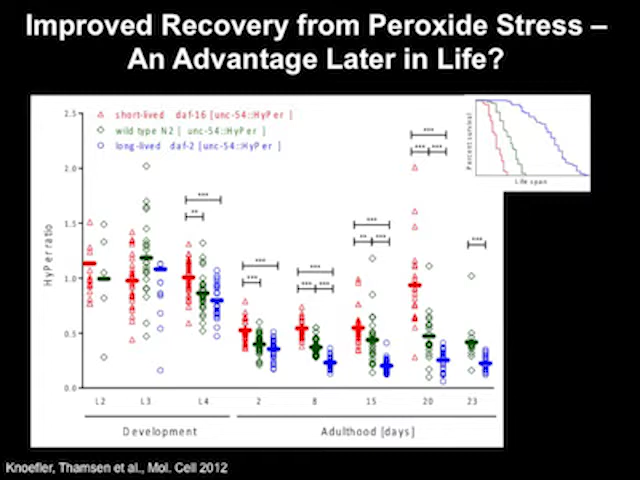 Improved Recovery from Peroxide Stress –
An Advantage Later in Life?
short-lived daf-16 [unc-54::HyPer ]
wild type N2 [ unc-54::HyPer ]
long-lived daf-2 [unc-54::HyPer ]
HyPer ratio
2.5
2.0
1.5
1.0
0.5
0.0
***
**
***
***
***
*** ***
***
** ***
***
*** ***
***
Percent survival
Life span
L2 L3 L4 2 8 15 20 23
Development Adulthood [days]
Knoefler, Thamsen et al., Mol. Cell 2012